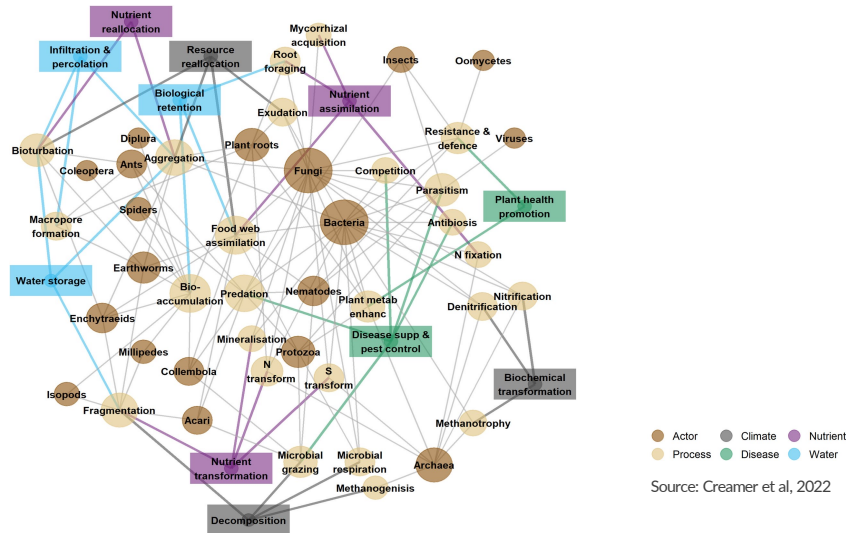 Nutrient
reallocation
Mycorrhizal
acquisition
Infiltration &
percolation
Resource
reallocation
Root
foraging
Insects
Oomycetes
Biological
retention
Nutrient
assimilation
Exudation
Bioturbation
Diplura
Aggregation
Plant roots
Resistance &
defence
Viruses
Coleoptera
Ants
Fungi
Competition
Parasitism
Plant health
promotion
Spiders
Macropore
formation
Bacteria
Antibiosis
Food web
assimilation
N fixation
Water storage
Earthworms
Bio-
accumulation
Predation
Nematodes
Plant metab
enhanc
Denitrification
Nitrification
Enchytraeids
Mineralisation
Disease supp &
pest control
Millipedes
Collembola
N
transform
Protozoa
S
transform
Biochemical
transformation
Isopods
Fragmentation
Acari
Methanotrophy
Nutrient
transformation
Microbial
grazing
Microbial
respiration
Archaea
Methanogenisis
Decomposition
Actor
Climate
Nutrient
Process
Disease
Water
Source: Creamer et al, 2022